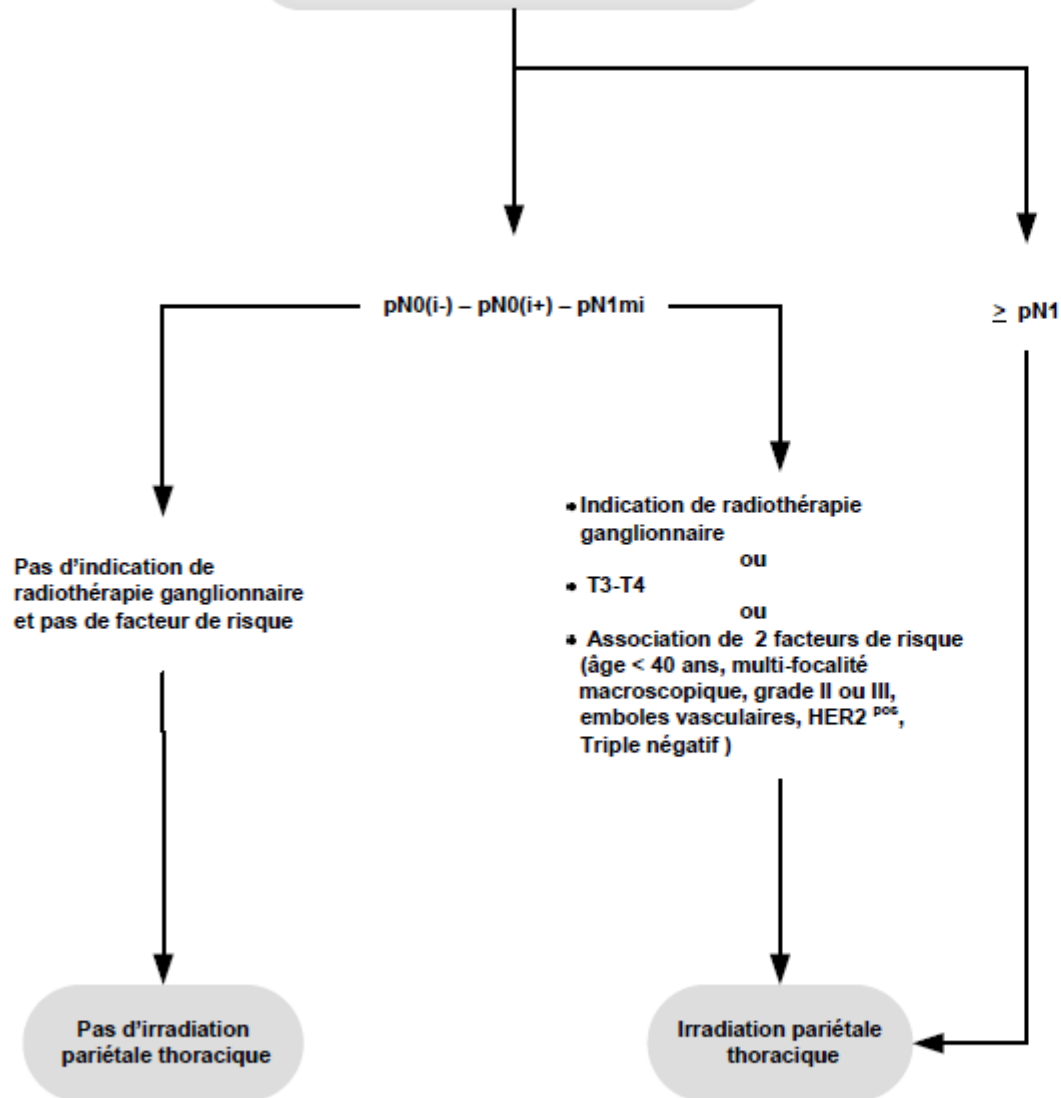 pN0(i-) – pN0(i+) – pN1mi
≥ pN1
Pas d’indication de
radiothérapie ganglionnaire
et pas de facteur de risque
• Indication de radiothérapie
ganglionnaire
ou
• T3-T4
ou
• Association de 2 facteurs de risque
(âge < 40 ans, multi-focalité
macroscopique, grade II ou III,
emboles vasculaires, HER2 pos,
Triple négatif )
Pas d’irradiation
pariétale thoracique
Irradiation pariétale
thoracique